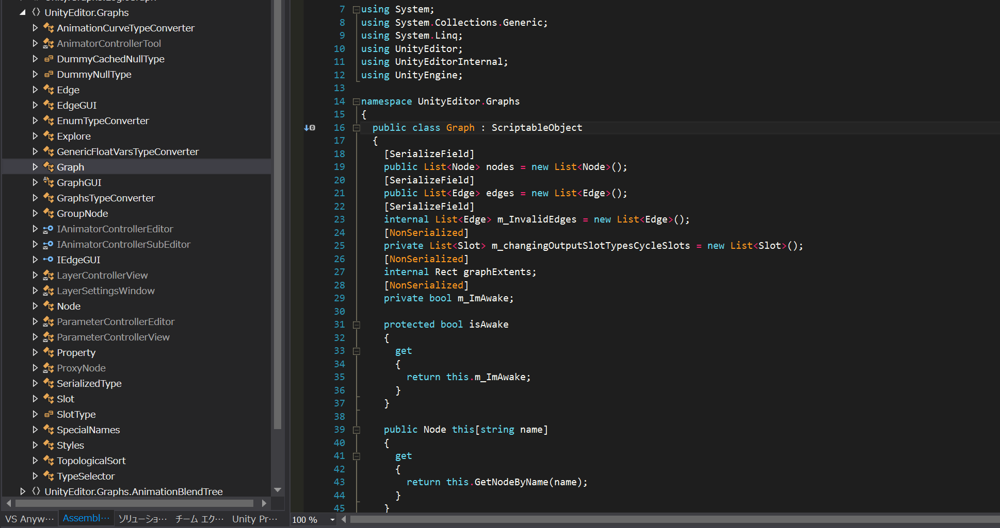 UnityEditor.Graphs
AnimationCurveTypeConverter
AnimatorControllerTool
DummyCachedNullType
DummyNullType
Edge
EdgeGUI
EnumTypeConverter
Explore
GenericFloatVarsTypeConverter
Graph
GraphGUI
GraphsTypeConverter
GroupNode
IAnimatorControllerEditor
IAnimatorControllerSubEditor
IEdgeGUI
LayerControllerView
LayerSettingsWindow
Node
ParameterControllerEditor
ParameterControllerView
Property
ProxyNode
SerializedType
Slot
SlotType
SpecialNames
Styles
TopologicalSort
TypeSelector
UnityEditor.Graphs.AnimationBlendTree
VS Anyw… Assembl… ソリューショ… チーム エク… Unity Pr…
7 using System;
8 using System.Collections.Generic;
9 using System.Linq;
10 using UnityEditor;
11 using UnityEditorInternal;
12 using UnityEngine;
13
14 namespace UnityEditor.Graphs
15 {
16 public class Graph : ScriptableObject
17 {
18 [SerializeField]
19 public List<Node> nodes = new List<Node>();
20 [SerializeField]
21 public List<Edge> edges = new List<Edge>();
22 [SerializeField]
23 internal List<Edge> m_InvalidEdges = new List<Edge>();
24 [NonSerialized]
25 private List<Slot> m_changingOutputSlotTypesCycleSlots = new List<Slot>();
26 [NonSerialized]
27 internal Rect graphExtents;
28 [NonSerialized]
29 private bool m_ImAwake;
30
31 protected bool isAwake
32 {
33 get
34 {
35 return this.m_ImAwake;
36 }
37 }
38
39 public Node this[string name]
40 {
41 get
42 {
43 return this.GetNodeByName(name);
44 }
45 }
100 %